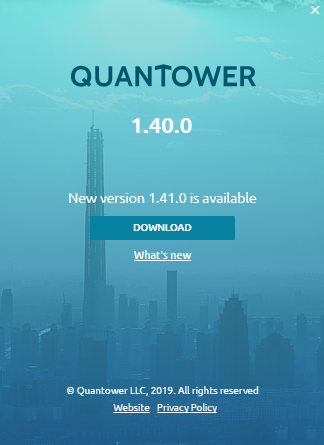 QUANTOWER
1.40.0
New version 1.41.0 is available
DOWNLOAD
What's new
© Quantower LLC, 2019. All rights reserved
Website Privacy Policy